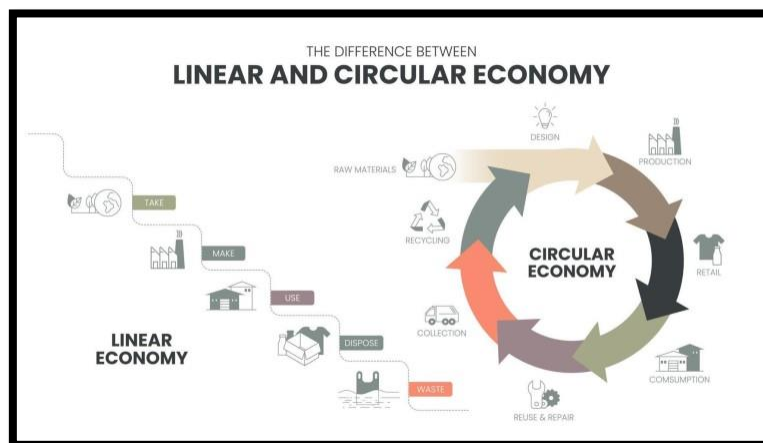 THE DIFFERENCE BETWEEN
LINEAR AND CIRCULAR ECONOMY
TAKE
MAKE
USE
DISPOSE
WASTE
LINEAR
ECONOMY
RAW MATERIALS
DESIGN
PRODUCTION
RETAIL
COMSUMPTION
REUSE & REPAIR
COLLECTION
RECYCLING
CIRCULAR
ECONOMY